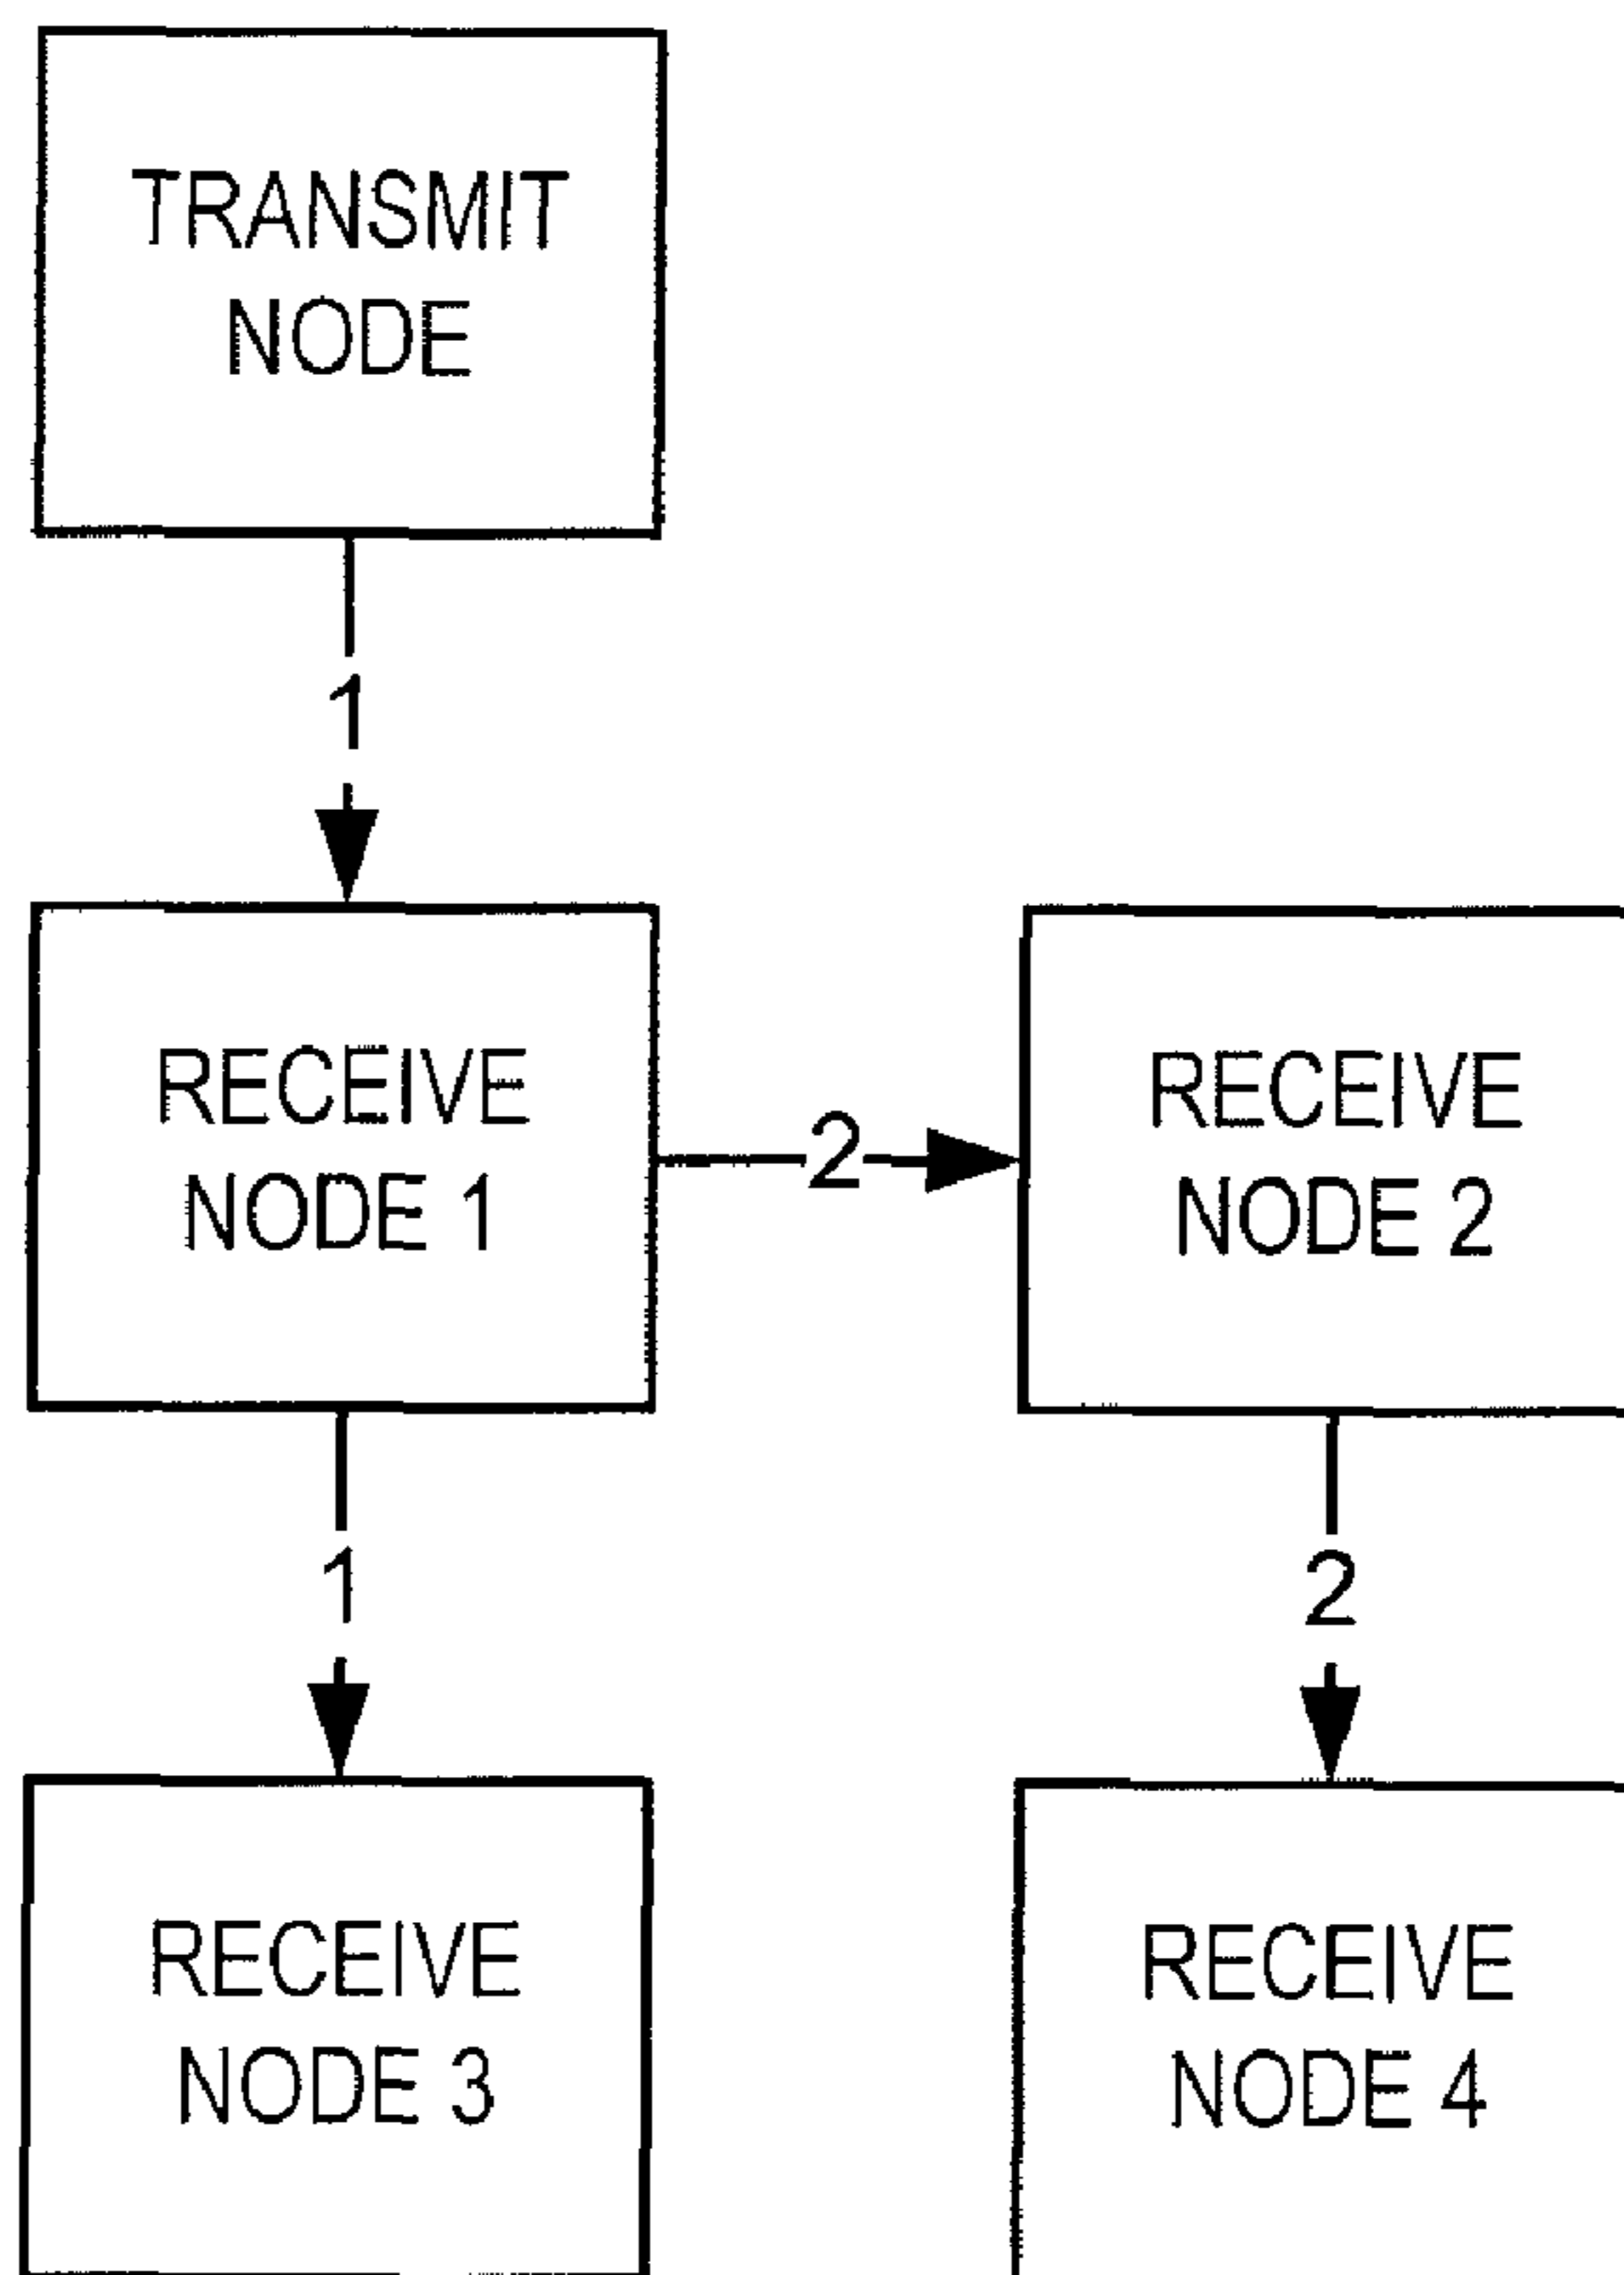 TRANSMIT
NODE
1
RECEIVE
NODE 1
2
RECEIVE
NODE 2
1
2
RECEIVE
NODE 3
RECEIVE
NODE 4